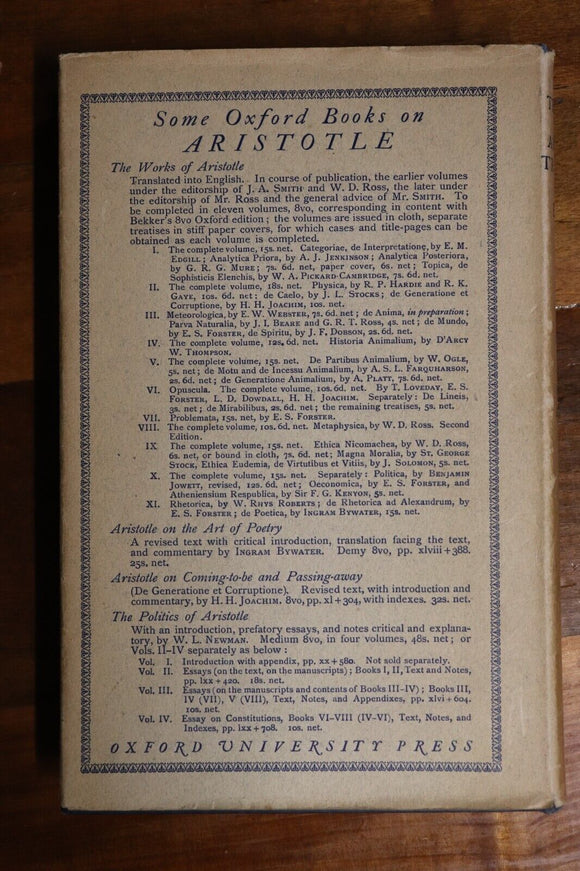 Some Oxford Books on
ARISTOTLE
The Works of Aristotle
Translated into English. In course of publication, the earlier volumes
under the editorship of J. A. SMITH and W. D. ROSS, the later under
the editorship of Mr. ROSS and the general advice of Mr. SMITH. To
be completed in eleven volumes, 8vo, corresponding in content with
Bekker's 8vo Oxford edition; the volumes are issued in cloth, separate
treatises in stiff paper covers, for which cases and title-pages can be
obtained as each volume is completed.
I. The complete volume, 15s. net. Categoriae, de Interpretatione, by E. M.
EDGILL; Analytica Priora, by A. J. JENKINSON; Analytica Posteriora,
by G. R. G. MURE; 7s. 6d. net, paper cover, 6s. net; Topica, de
Sophisticis Elenchis, by W. A. PICKARD-CAMBRIDGE, 7s. 6d. net.
II. The complete volume, 18s. net. Physica, by R. P. HARDIE and R. K.
GAYE, 10s. 6d. net; de Caelo, by J. L. STOCKS; de Generatione et
Corruptione, by H. H. JOACHIM, 10s. net.
III. Meteorologica, by E. W. WEBSTER, 7s. 6d. net; de Anima, in preparation;
Parva Naturalia, by J. I. BEARE and G. R. T. ROSS, 4s. net; de Mundo,
by E. S. FORSTER, de Spiritu, by J. F. DOBSON, 2s. 6d. net.
IV. The complete volume, 12s. 6d. net. Historia Animalium, by D'ARCY
W. THOMPSON.
V. The complete volume, 15s. net. De Partibus Animalium, by W. OGLE,
5s. net; de Motu and de Incessu Animalium, by A. S. L. FARQUHARSON,
2s. 6d. net; de Generatione Animalium, by A. PLATT, 7s. 6d. net.
VI. Opuscula. The complete volume, 10s. 6d. net. By T. LOVEDAY, E. S.
FORSTER, L. D. DOWDALL, H. H. JOACHIM. Separately: De Lineis,
3s. net; de Mirabilibus, 2s. 6d. net; the remaining treatises, 5s. net.
VII. Problemata, 15s. net, by E. S. FORSTER.
VIII. The complete volume, 10s. 6d. net. Metaphysica, by W. D. ROSS. Second
Edition.
IX The complete volume, 15s. net. Ethica Nicomachea, by W. D. ROSS,
6s. net, or bound in cloth, 7s. 6d. net; Magna Moralia, by ST. GEORGE
STOCK, Ethica Eudemia, de Virtutibus et Vitiis, by J. SOLOMON, 5s. net.
X. The complete volume, 15s. net. Separately: Politica, by BENJAMIN
JOWETT, revised, 12s. 6d. net; Oeconomica, by E. S. FORSTER, and
Atheniensium Respublica, by Sir F. G. KENYON, 5s. net.
XI. Rhetorica, by W. RHYS ROBERTS; de Rhetorica ad Alexandrum, by
E. S. FORSTER; de Poetica, by INGRAM BYWATER, 15s. net.
Aristotle on the Art of Poetry
A revised text with critical introduction, translation facing the text,
and commentary by INGRAM BYWATER. Demy 8vo, pp. xlviii + 388.
25s. net.
Aristotle on Coming-to-be and Passing-away
(De Generatione et Corruptione). Revised text, with introduction and
commentary, by H. H. JOACHIM. 8vo, pp. xl + 304, with indexes. 32s. net.
The Politics of Aristotle
With an introduction, prefatory essays, and notes critical and explana-
tory, by W. L. NEWMAN. Medium 8vo, in four volumes, 48s. net; or
Vols. II–IV separately as below:
Vol. I. Introduction with appendix, pp. xx + 580. Not sold separately.
Vol. II. Essays (on the text, on the manuscripts); Books I, II, Text and Notes,
pp. lxx + 420. 18s. net.
Vol. III. Essays (on the manuscripts and contents of Books III–IV); Books III,
IV (VII), V (VIII), Text, Notes, and Appendixes, pp. xlvi + 604.
10s. net.
Vol. IV. Essay on Constitutions, Books VI–VIII (IV–VI), Text, Notes, and
Indexes, pp. lxx + 708. 10s. net.
OXFORD UNIVERSITY PRESS